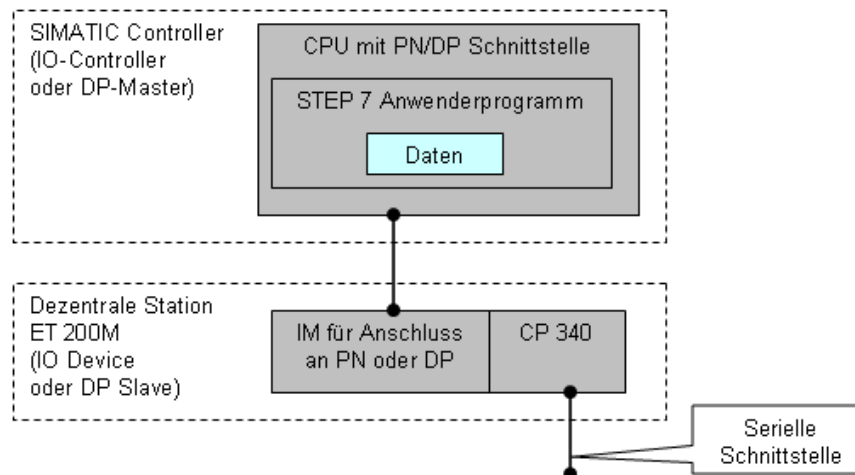 SIMATIC Controller
(IO-Controller
oder DP-Master)
CPU mit PN/DP Schnittstelle
STEP 7 Anwenderprogramm
Daten
Dezentrale Station
ET 200M
(IO Device
oder DP Slave)
IM für Anschluss
an PN oder DP
CP 340
Serielle
Schnittstelle